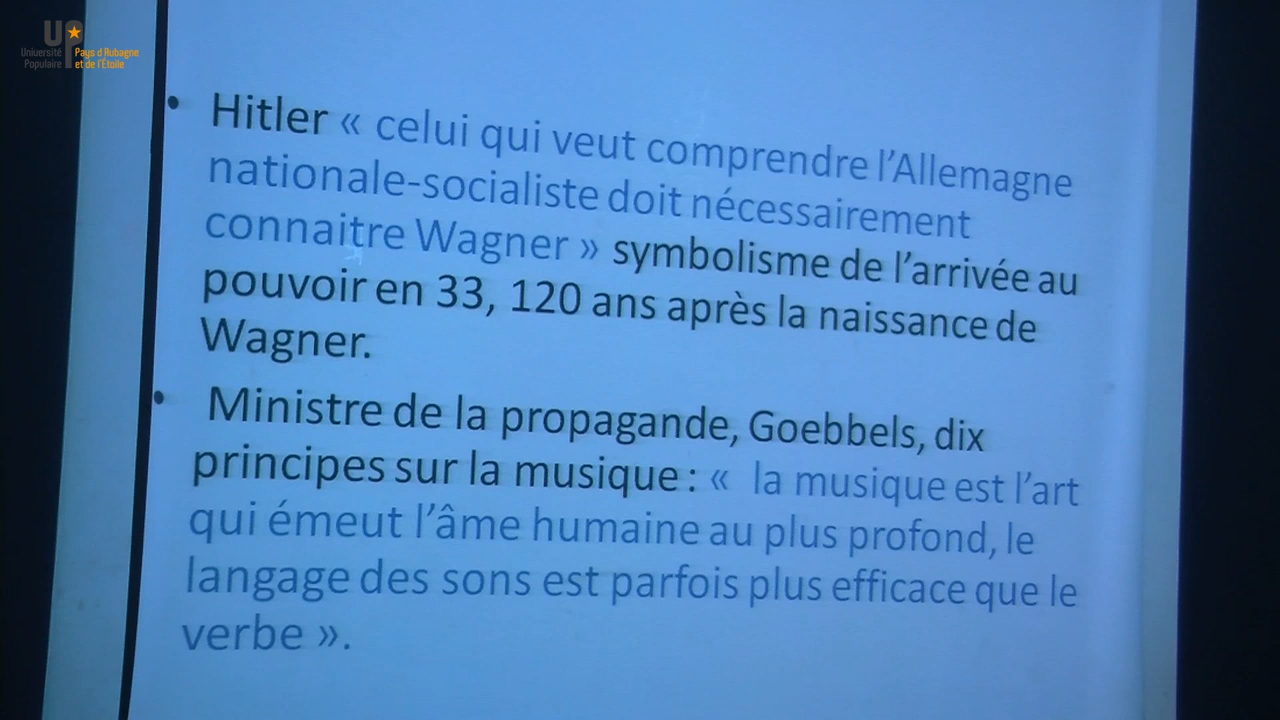 UP
Université
Populaire
Pays d'Aubagne
et de l'Étoile
• Hitler « celui qui veut comprendre l'Allemagne
nationale-socialiste doit nécessairement
connaitre Wagner » symbolisme de l'arrivée au
pouvoir en 33, 120 ans après la naissance de
Wagner.
• Ministre de la propagande, Goebbels, dix
principes sur la musique : « la musique est l'art
qui émeut l'âme humaine au plus profond, le
langage des sons est parfois plus efficace que le
verbe ».